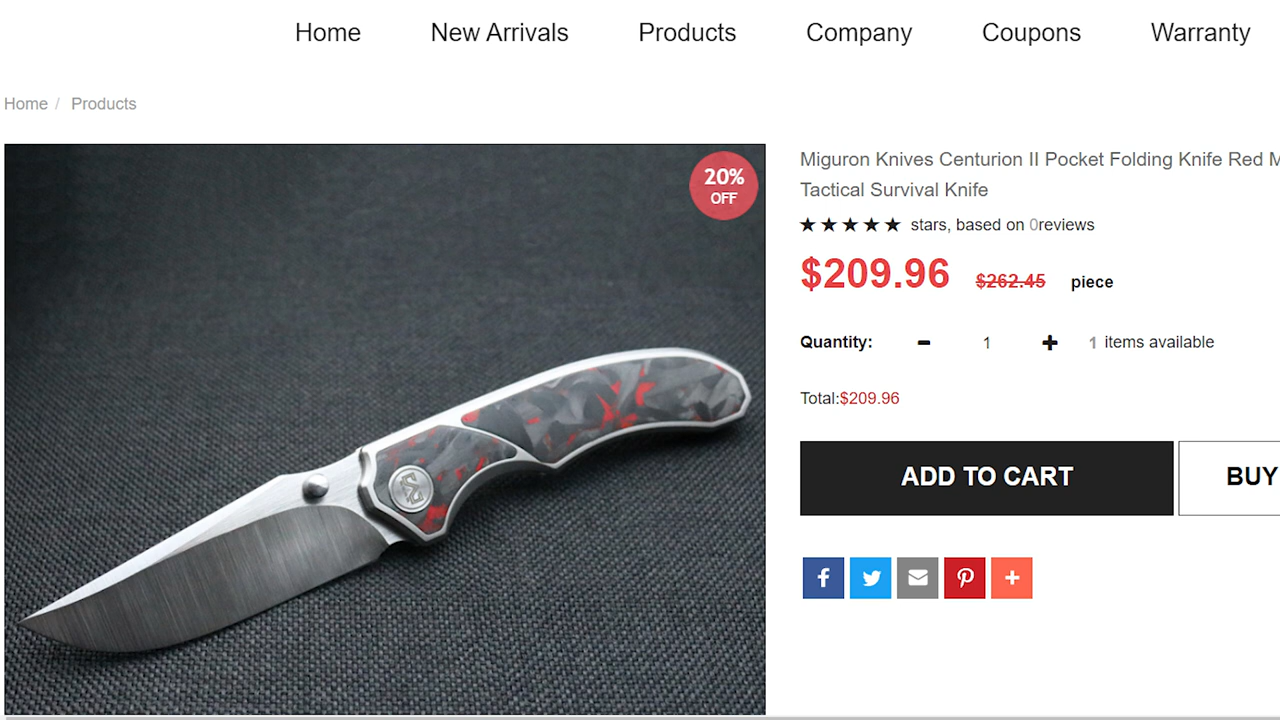 Home New Arrivals Products Company Coupons Warranty
Home / Products
20%
OFF
Miguron Knives Centurion II Pocket Folding Knife Red
Tactical Survival Knife
★★★★★ stars, based on 0reviews
$209.96 $262.45 piece
Quantity: - 1 + 1 items available
Total:$209.96
ADD TO CART BUY